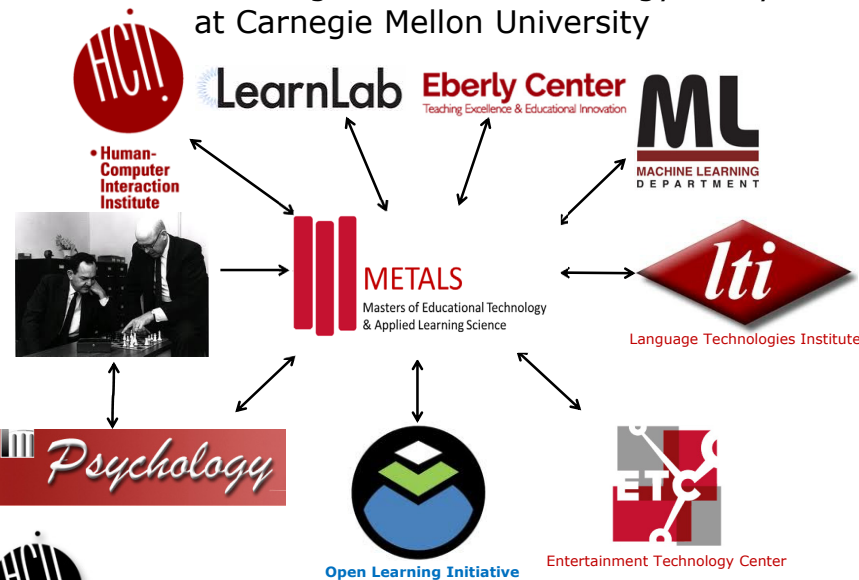 at Carnegie Mellon University
HCII
LearnLab
Eberly Center
Teaching Excellence & Educational Innovation
ML
MACHINE LEARNING
DEPARTMENT
• Human-
Computer
Interaction
Institute
METALS
Masters of Educational Technology
& Applied Learning Science
lti
Language Technologies Institute
Psychology
ETC
Open Learning Initiative
Entertainment Technology Center
HCII